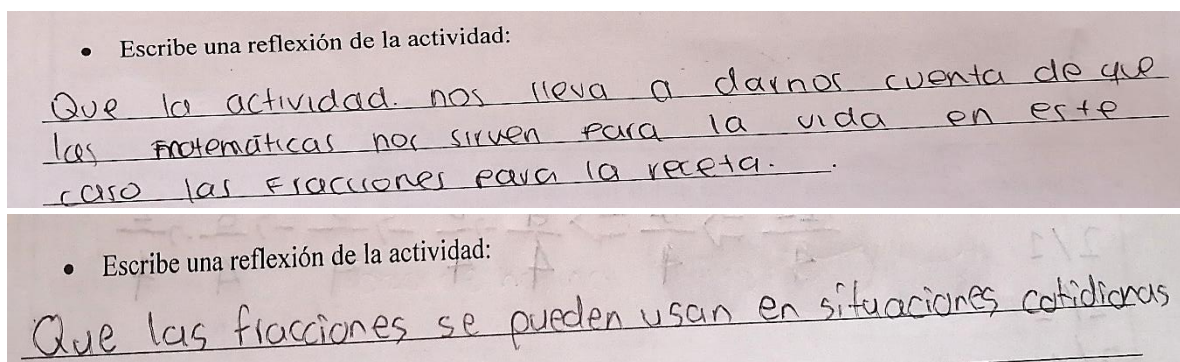 • Escribe una reflexión de la actividad:
Que la actividad. nos lleva a darnos cuenta de que
las matemáticas nos sirven para la vida en este
caso las fracciones para la receta.
• Escribe una reflexión de la actividad:
Que las fracciones se pueden usan en situaciones cotidianas